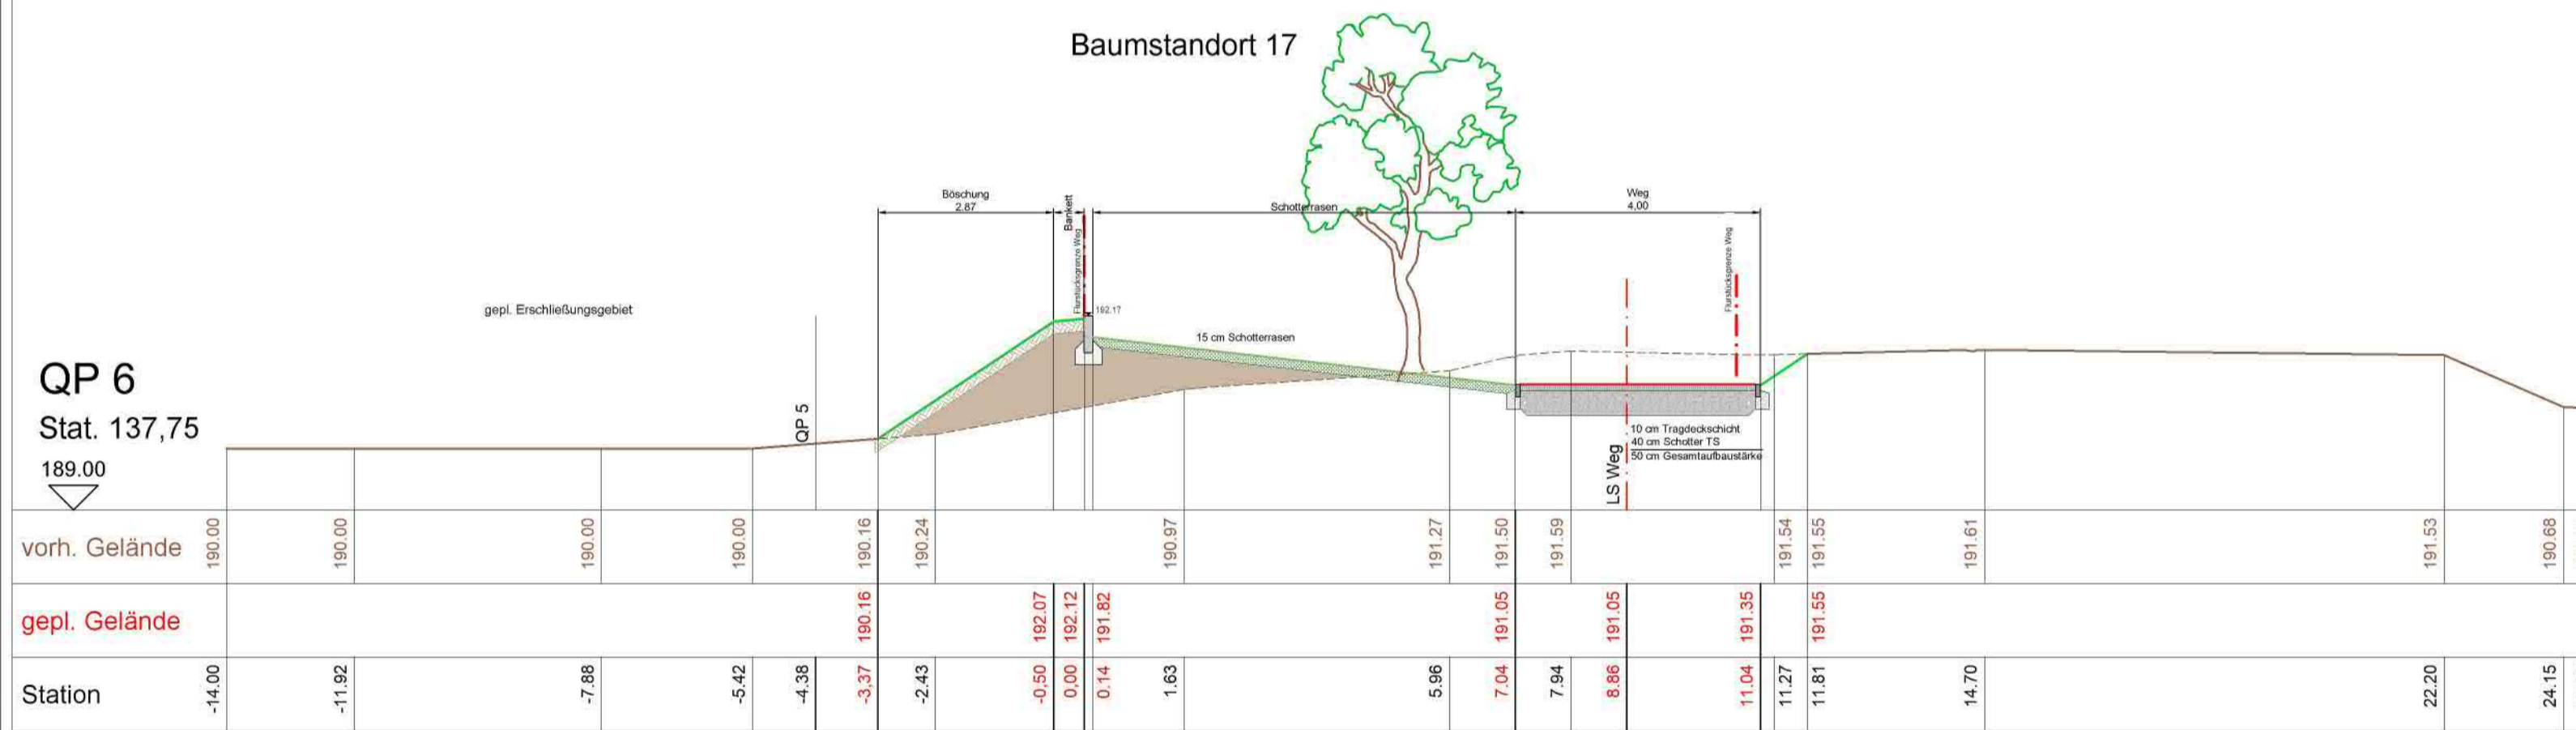 Baumstandort 17
Böschung
2.87
Bankett
Flurstücksgrenze Weg
192.17
Schotterrasen
Weg
4,00
Flurstücksgrenze Weg
gepl. Erschließungsgebiet
15 cm Schotterrasen
QP 6
Stat. 137,75
189.00
QP 5
LS Weg
10 cm Tragdeckschicht
40 cm Schotter TS
50 cm Gesamtaufbaustärke
vorh. Gelände 190.00 190.00 190.00 190.00 190.16 190.24 190.97 191.27 191.50 191.59 191.54 191.55 191.61 191.53 190.68
gepl. Gelände 190.16 192.07 192.12 191.82 191.05 191.05 191.35 191.55
Station -14.00 -11.92 -7.88 -5.42 -4.38 -3,37 -2.43 -0,50 0,00 0.14 1.63 5.96 7.04 7.94 8.86 11.04 11.27 11.81 14.70 22.20 24.15